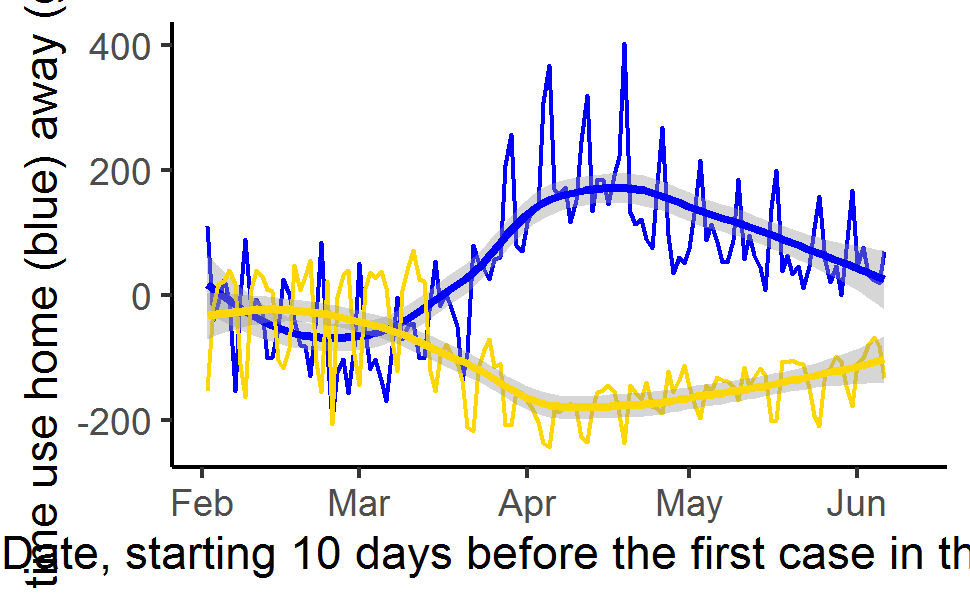 time use home (blue) away (
400
200
0
-200
Feb Mar Apr May Jun
Date, starting 10 days before the first case in th